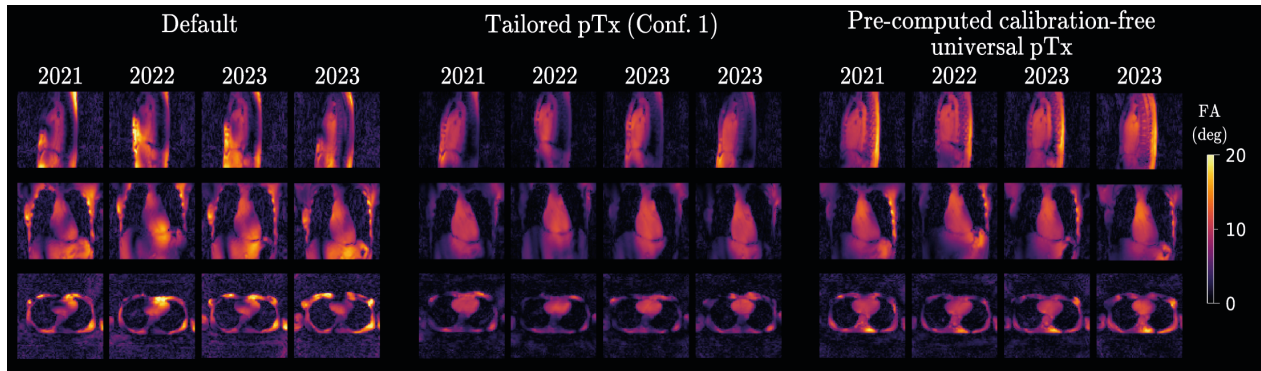 Default
Tailored pTx (Conf. 1)
Pre-computed calibration-free
universal pTx
2021 2022 2023 2023
2021 2022 2023 2023
2021 2022 2023 2023
FA
(deg)
20
10
0